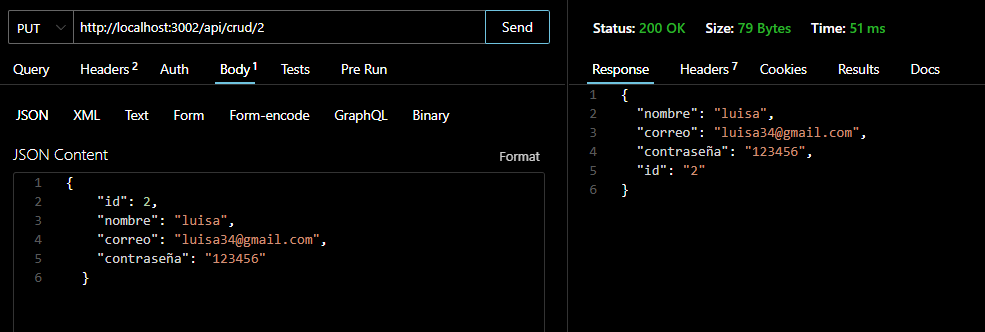 PUT http://localhost:3002/api/crud/2 Send
Query Headers 2 Auth Body 1 Tests Pre Run
JSON XML Text Form Form-encode GraphQL Binary
JSON Content Format
1 {
2 "id": 2,
3 "nombre": "luisa",
4 "correo": "luisa34@gmail.com",
5 "contraseña": "123456"
6 }
Status: 200 OK Size: 79 Bytes Time: 51 ms
Response Headers 7 Cookies Results Docs
1 {
2 "nombre": "luisa",
3 "correo": "luisa34@gmail.com",
4 "contraseña": "123456",
5 "id": "2"
6 }